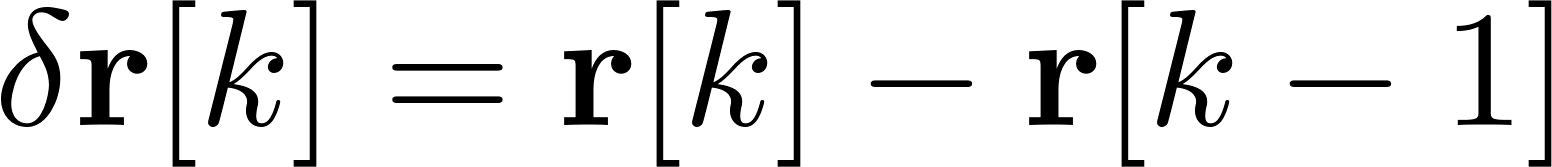 δ𝐫[k] = 𝐫[k] − 𝐫[k − 1]